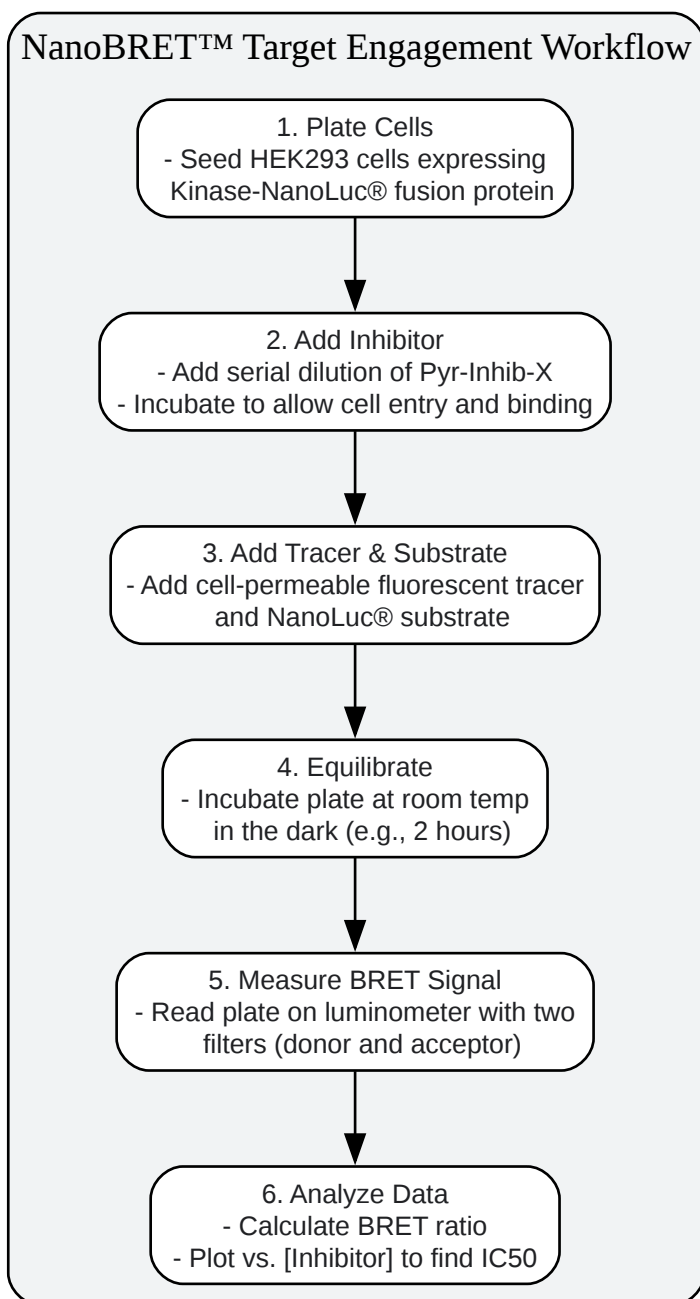 NanoBRET™ Target Engagement Workflow
1. Plate Cells
- Seed HEK293 cells expressing
Kinase-NanoLuc® fusion protein
2. Add Inhibitor
- Add serial dilution of Pyr-Inhib-X
- Incubate to allow cell entry and binding
3. Add Tracer & Substrate
- Add cell-permeable fluorescent tracer
and NanoLuc® substrate
4. Equilibrate
- Incubate plate at room temp
in the dark (e.g., 2 hours)
5. Measure BRET Signal
- Read plate on luminometer with two
filters (donor and acceptor)
6. Analyze Data
- Calculate BRET ratio
- Plot vs. [Inhibitor] to find IC50